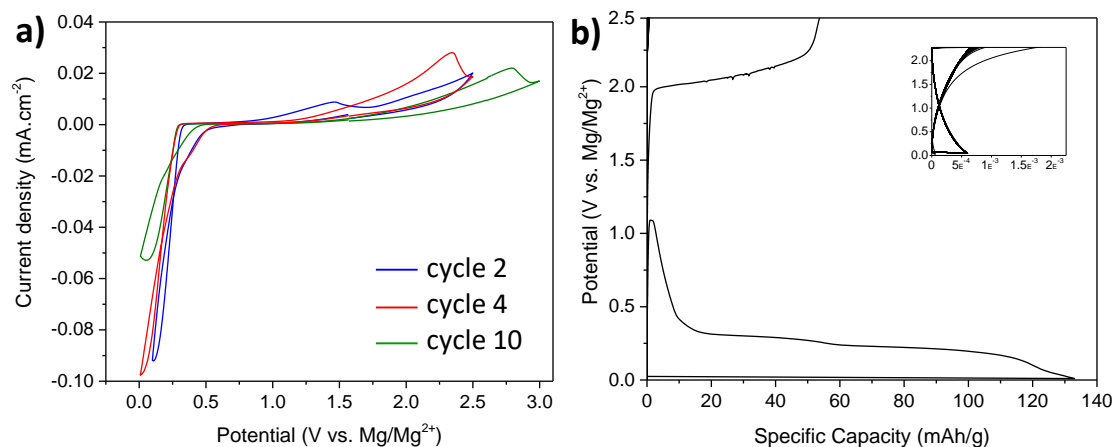 a)
0.04
0.02
0.00
-0.02
-0.04
-0.06
-0.08
-0.10
Current density (mA.cm-2)
0.0 0.5 1.0 1.5 2.0 2.5 3.0
Potential (V vs. Mg/Mg2+)
cycle 2
cycle 4
cycle 10
b)
2.5
2.0
1.5
1.0
0.5
0.0
Potential (V vs. Mg/Mg2+)
0 20 40 60 80 100 120 140
Specific Capacity (mAh/g)
2.0
1.5
1.0
0.5
0.0
0 5E-4 1E-3 1.5E-3 2E-3